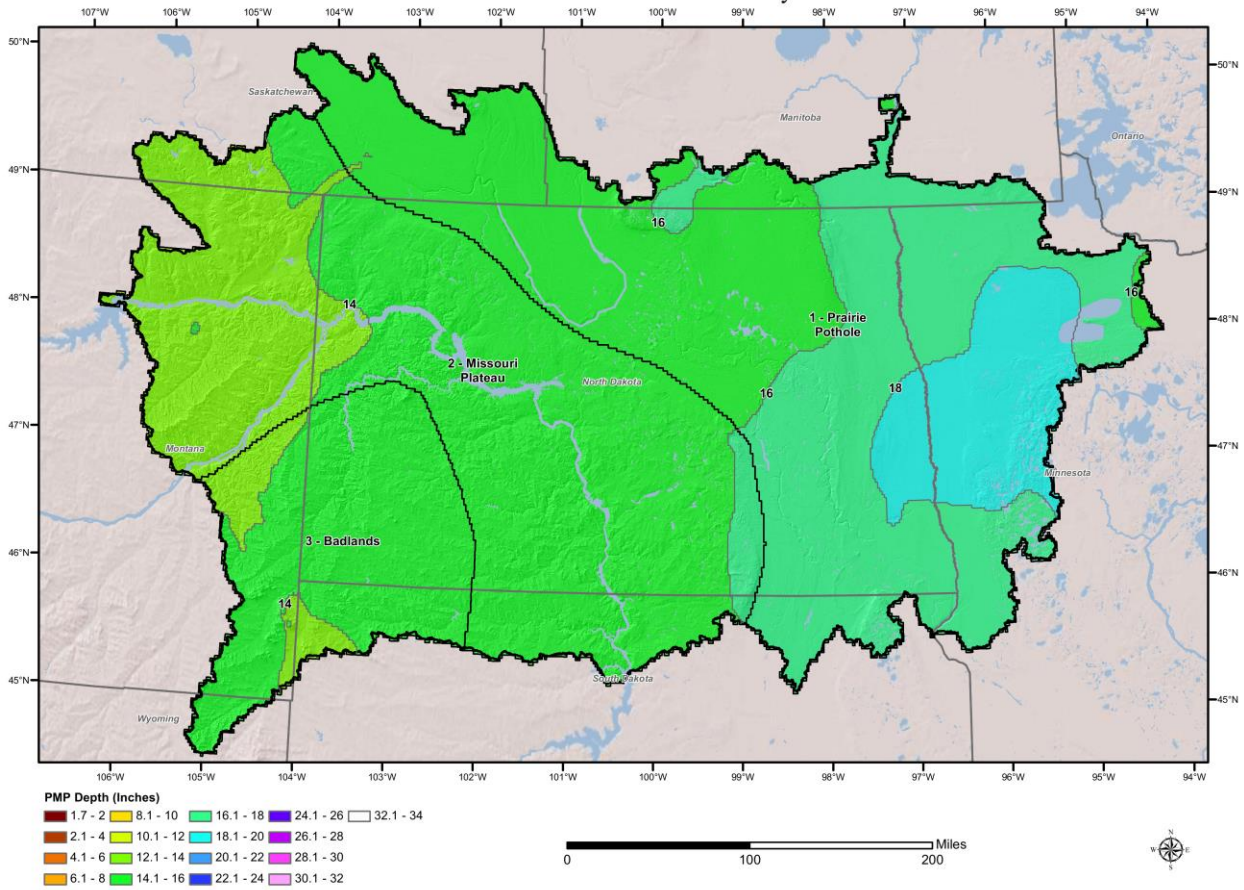 107°W 106°W 105°W 104°W 103°W 102°W 101°W 100°W 99°W 98°W 97°W 96°W 95°W 94°W
50°N 50°N
Saskatchewan
Manitoba
Ontario
49°N 49°N
16
48°N 14 16 48°N
1 - Prairie
Pothole
2 - Missouri
Plateau
North Dakota
16 18
47°N 47°N
Montana
Minnesota
46°N 3 - Badlands 46°N
14
45°N South Dakota 45°N
Wyoming
106°W 105°W 104°W 103°W 102°W 101°W 100°W 99°W 98°W 97°W 96°W 95°W 94°W
PMP Depth (Inches)
1.7 - 2 8.1 - 10 16.1 - 18 24.1 - 26 32.1 - 34
2.1 - 4 10.1 - 12 18.1 - 20 26.1 - 28
4.1 - 6 12.1 - 14 20.1 - 22 28.1 - 30
6.1 - 8 14.1 - 16 22.1 - 24 30.1 - 32
Miles
0 100 200
N
W E
S